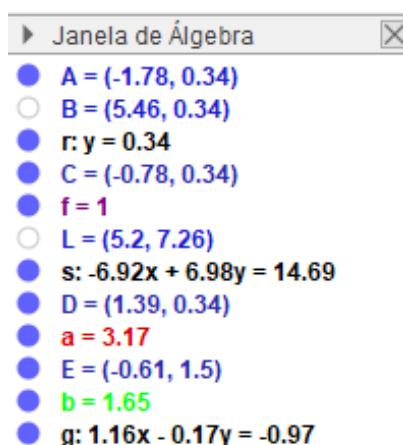 Janela de Álgebra
A = (-1.78, 0.34)
B = (5.46, 0.34)
r: y = 0.34
C = (-0.78, 0.34)
f = 1
L = (5.2, 7.26)
s: -6.92x + 6.98y = 14.69
D = (1.39, 0.34)
a = 3.17
E = (-0.61, 1.5)
b = 1.65
g: 1.16x - 0.17y = -0.97